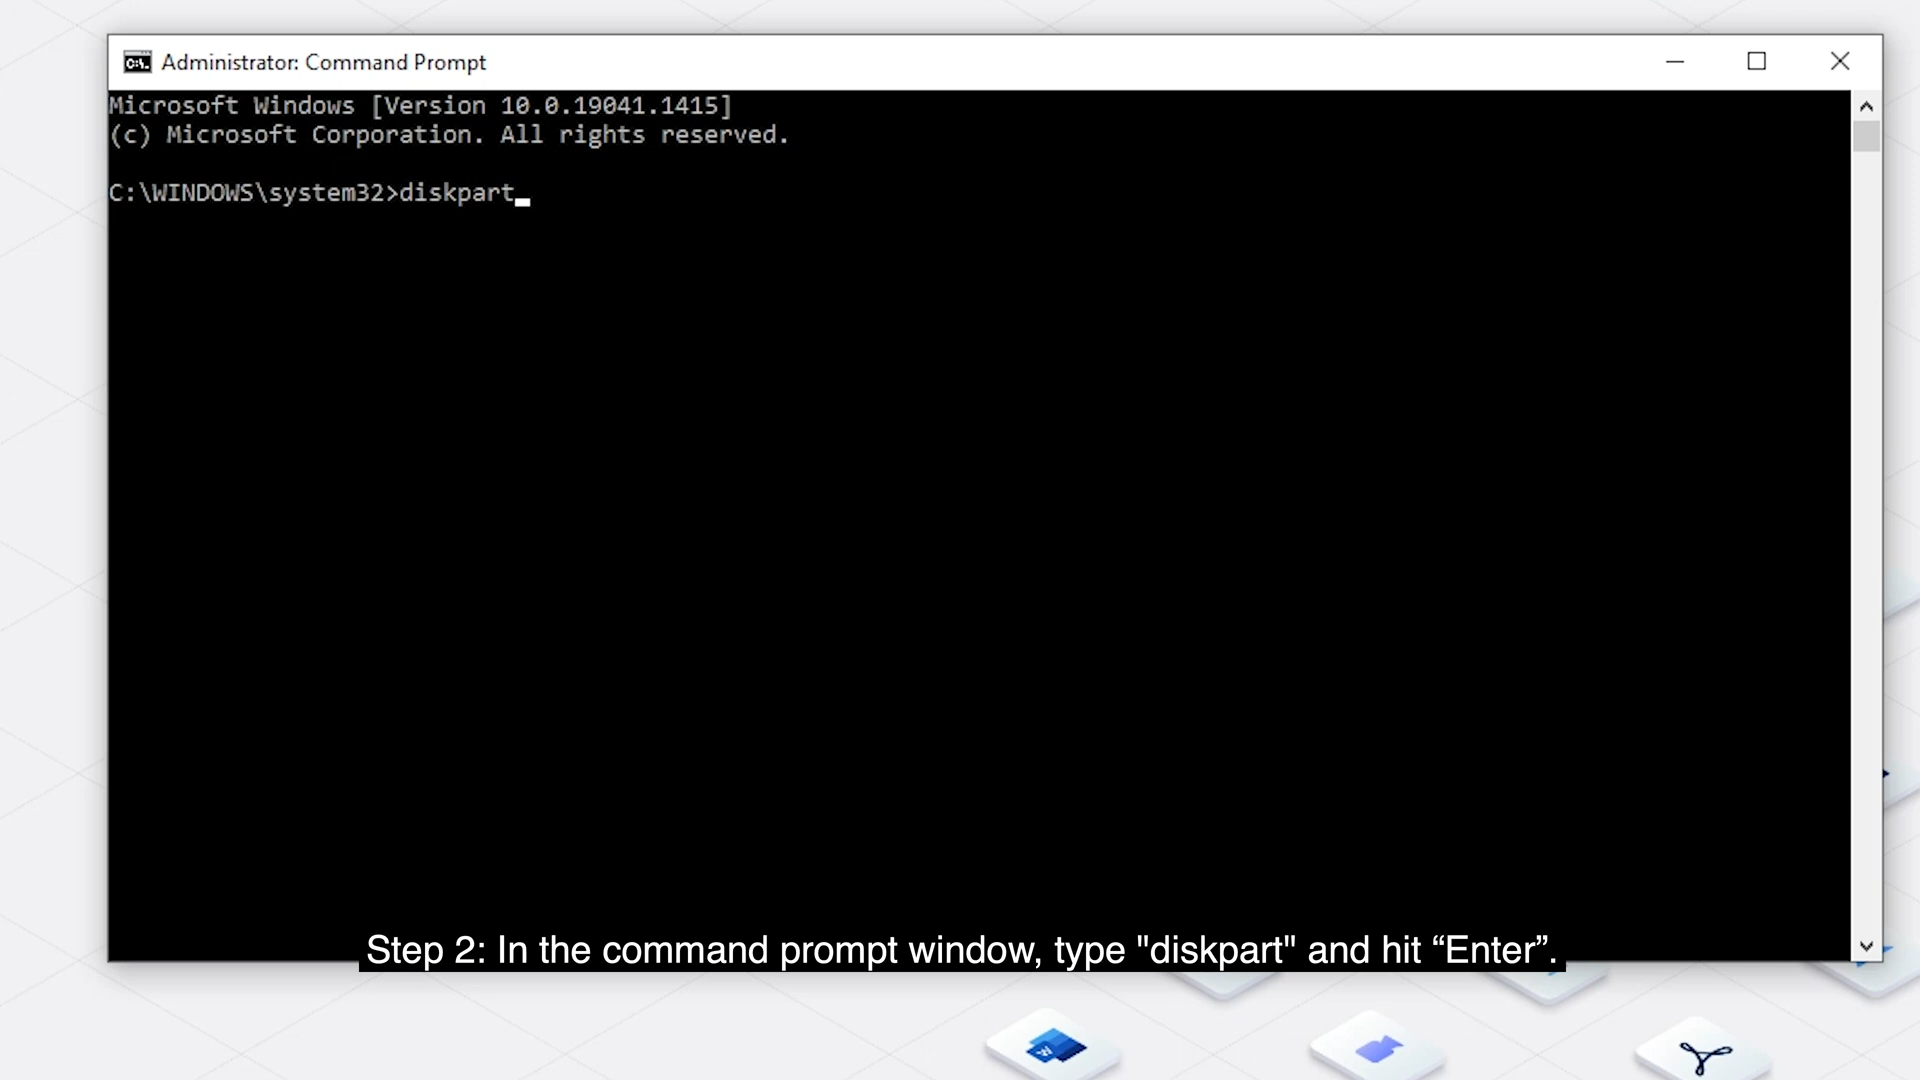 Administrator: Command Prompt
Microsoft Windows [Version 10.0.19041.1415]
(c) Microsoft Corporation. All rights reserved.
C:\WINDOWS\system32>diskpart
Step 2: In the command prompt window, type "diskpart" and hit “Enter”.